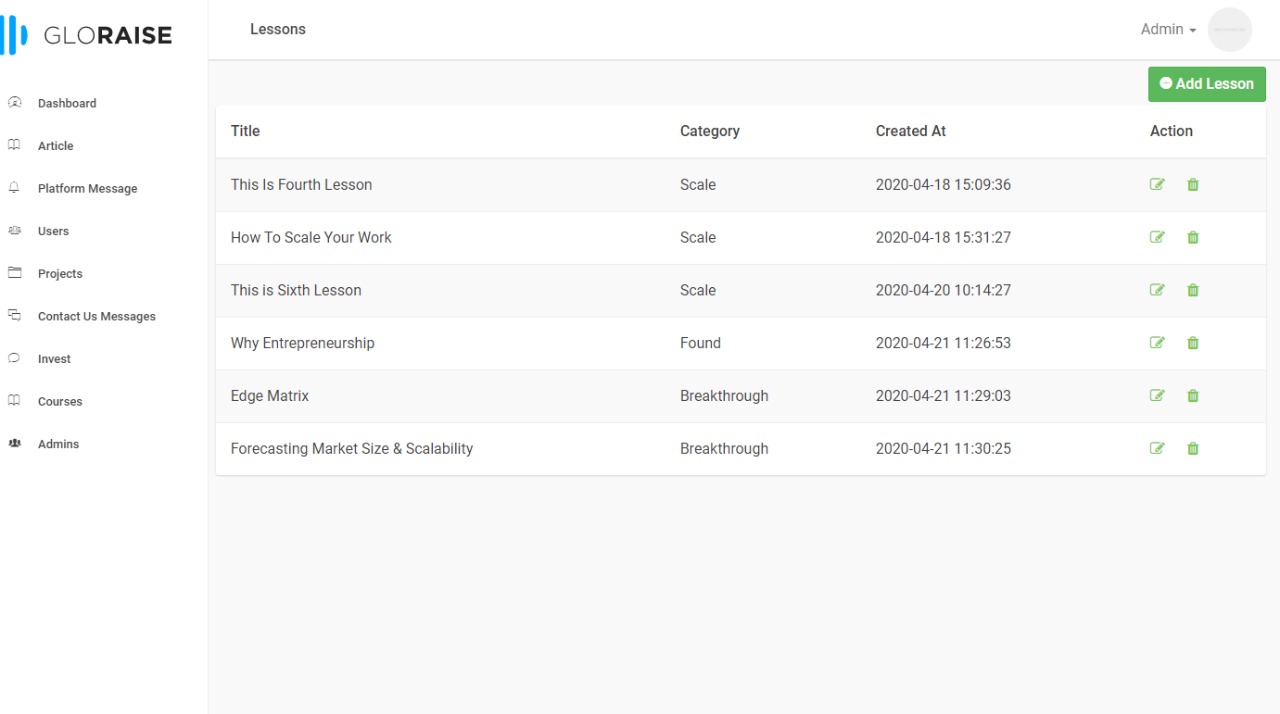 GLORAISE
Lessons
Admin
Dashboard
Article
Platform Message
Users
Projects
Contact Us Messages
Invest
Courses
Admins
Add Lesson
Title Category Created At Action
This Is Fourth Lesson Scale 2020-04-18 15:09:36
How To Scale Your Work Scale 2020-04-18 15:31:27
This is Sixth Lesson Scale 2020-04-20 10:14:27
Why Entrepreneurship Found 2020-04-21 11:26:53
Edge Matrix Breakthrough 2020-04-21 11:29:03
Forecasting Market Size & Scalability Breakthrough 2020-04-21 11:30:25